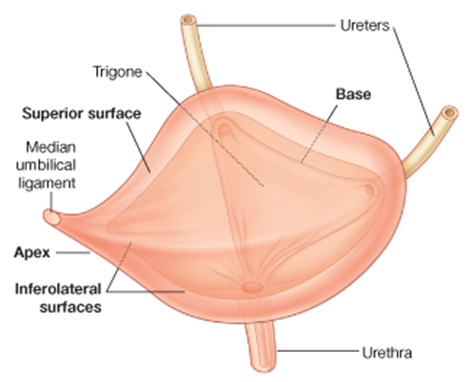 Ureters
Trigone
Base
Superior surface
Median
umbilical
ligament
Apex
Inferolateral
surfaces
Urethra